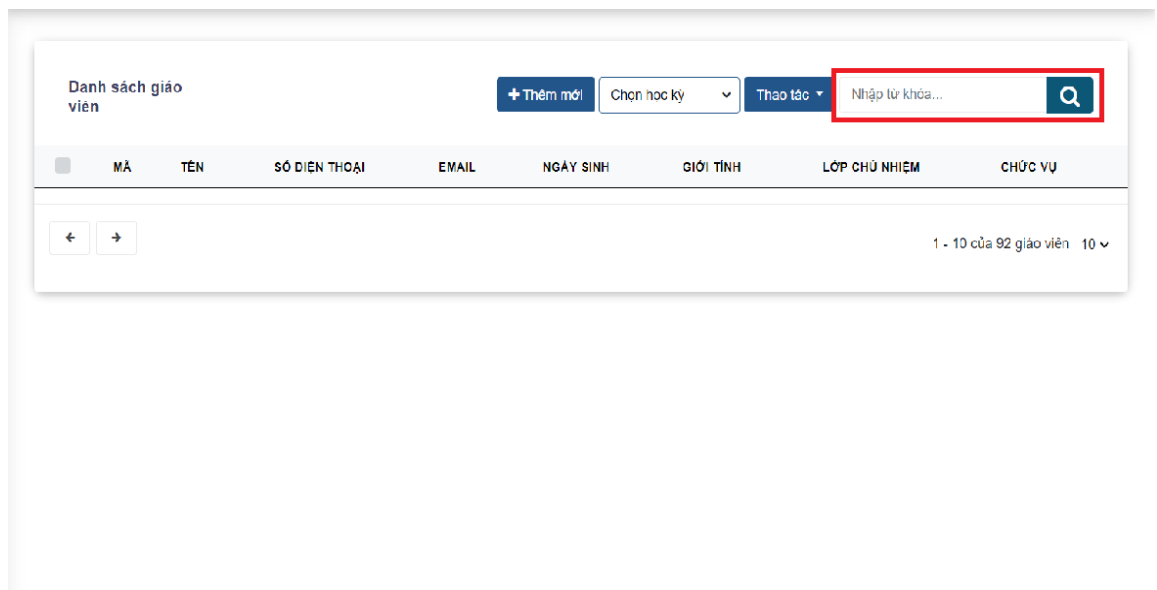 Danh sách giáo
viên
Thêm mới Chọn học kỳ Thao tác Nhập từ khóa...
MÃ TÊN SỐ ĐIỆN THOẠI EMAIL NGÀY SINH GIỚI TÍNH LỚP CHỦ NHIỆM CHỨC VỤ
1 - 10 của 92 giáo viên 10